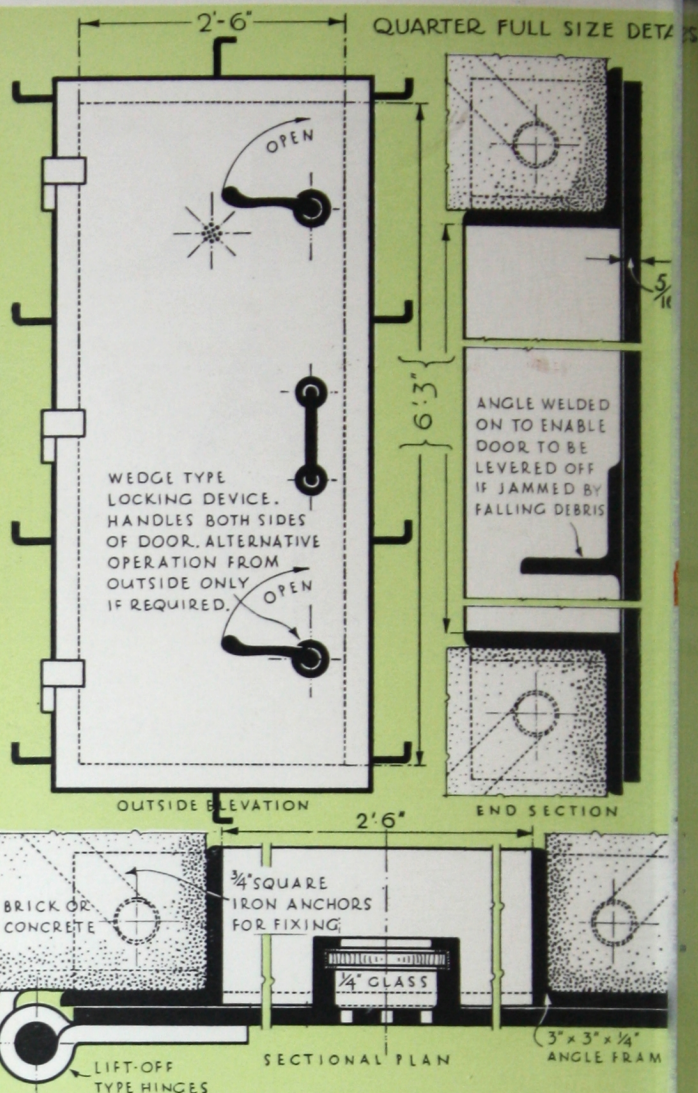 2'-6"
QUARTER FULL SIZE
OPEN
5/16
6'3"
ANGLE WELDED
ON TO ENABLE
DOOR TO BE
LEVERED OFF
IF JAMMED BY
FALLING DEBRIS
WEDGE TYPE
LOCKING DEVICE.
HANDLES BOTH SIDES
OF DOOR. ALTERNATIVE
OPERATION FROM
OUTSIDE ONLY
IF REQUIRED.
OPEN
OUTSIDE ELEVATION
END SECTION
2'6"
BRICK OR
CONCRETE
3/4" SQUARE
IRON ANCHORS
FOR FIXING
1/4" GLASS
SECTIONAL PLAN
3" x 3" x 1/4"
ANGLE FRAM
LIFT-OFF
TYPE HINGES